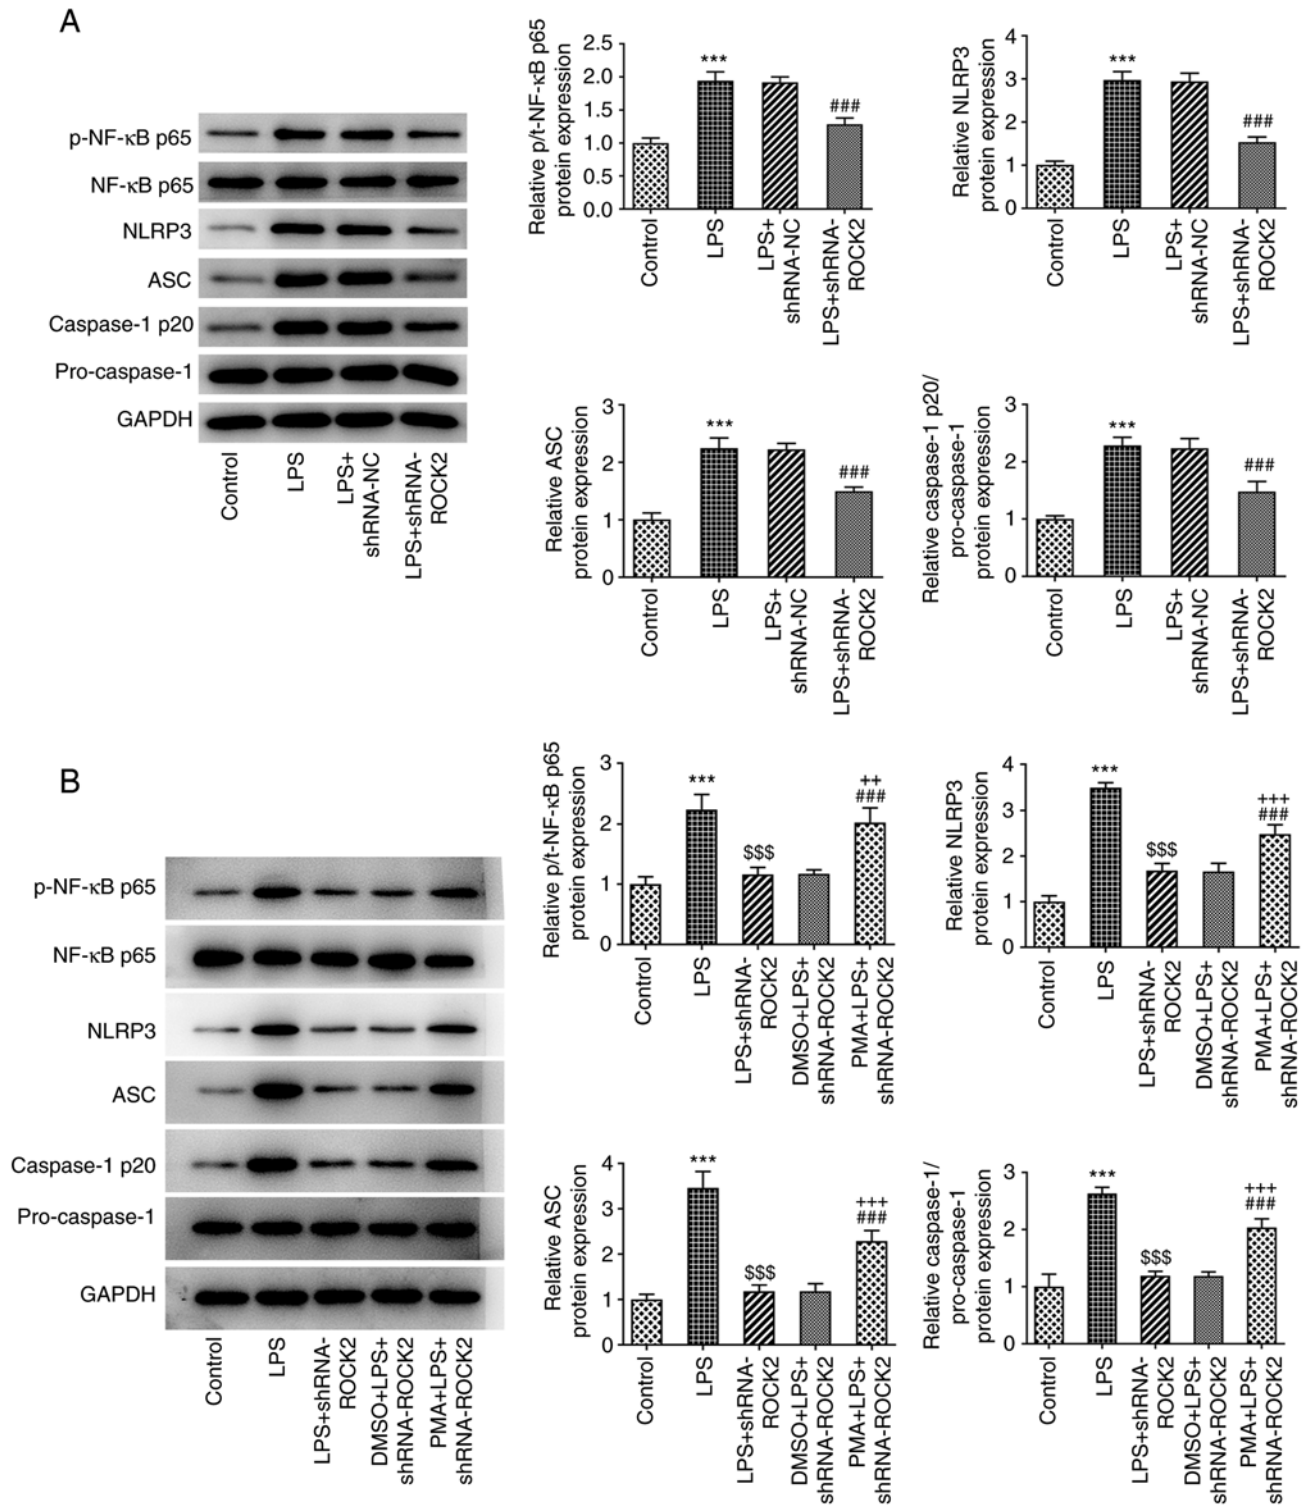 A
p-NF-κB p65
NF-κB p65
NLRP3
ASC
Caspase-1 p20
Pro-caspase-1
GAPDH
Control
LPS
LPS+
shRNA-NC
LPS+shRNA-
ROCK2
Relative p/t-NF-κB p65
protein expression
2.5
2.0
1.5
1.0
0.5
0.0
***
###
Control
LPS
LPS+
shRNA-NC
LPS+shRNA-
ROCK2
Relative NLRP3
protein expression
4
3
2
1
0
***
###
Control
LPS
LPS+
shRNA-NC
LPS+shRNA-
ROCK2
Relative ASC
protein expression
3
2
1
0
***
###
Control
LPS
LPS+
shRNA-NC
LPS+shRNA-
ROCK2
Relative caspase-1 p20/
pro-caspase-1
protein expression
3
2
1
0
***
###
Control
LPS
LPS+
shRNA-NC
LPS+shRNA-
ROCK2
B
p-NF-κB p65
NF-κB p65
NLRP3
ASC
Caspase-1 p20
Pro-caspase-1
GAPDH
Control
LPS
LPS+shRNA-
ROCK2
DMSO+LPS+
shRNA-ROCK2
PMA+LPS+
shRNA-ROCK2
Relative p/t-NF-κB p65
protein expression
3
2
1
0
***
$$$
++
###
Control
LPS
LPS+shRNA-
ROCK2
DMSO+LPS+
shRNA-ROCK2
PMA+LPS+
shRNA-ROCK2
Relative NLRP3
protein expression
4
3
2
1
0
***
$$$
+++
###
Control
LPS
LPS+shRNA-
ROCK2
DMSO+LPS+
shRNA-ROCK2
PMA+LPS+
shRNA-ROCK2
Relative ASC
protein expression
4
3
2
1
0
***
$$$
+++
###
Control
LPS
LPS+shRNA-
ROCK2
DMSO+LPS+
shRNA-ROCK2
PMA+LPS+
shRNA-ROCK2
Relative caspase-1/
pro-caspase-1
protein expression
3
2
1
0
***
$$$
+++
###
Control
LPS
LPS+shRNA-
ROCK2
DMSO+LPS+
shRNA-ROCK2
PMA+LPS+
shRNA-ROCK2